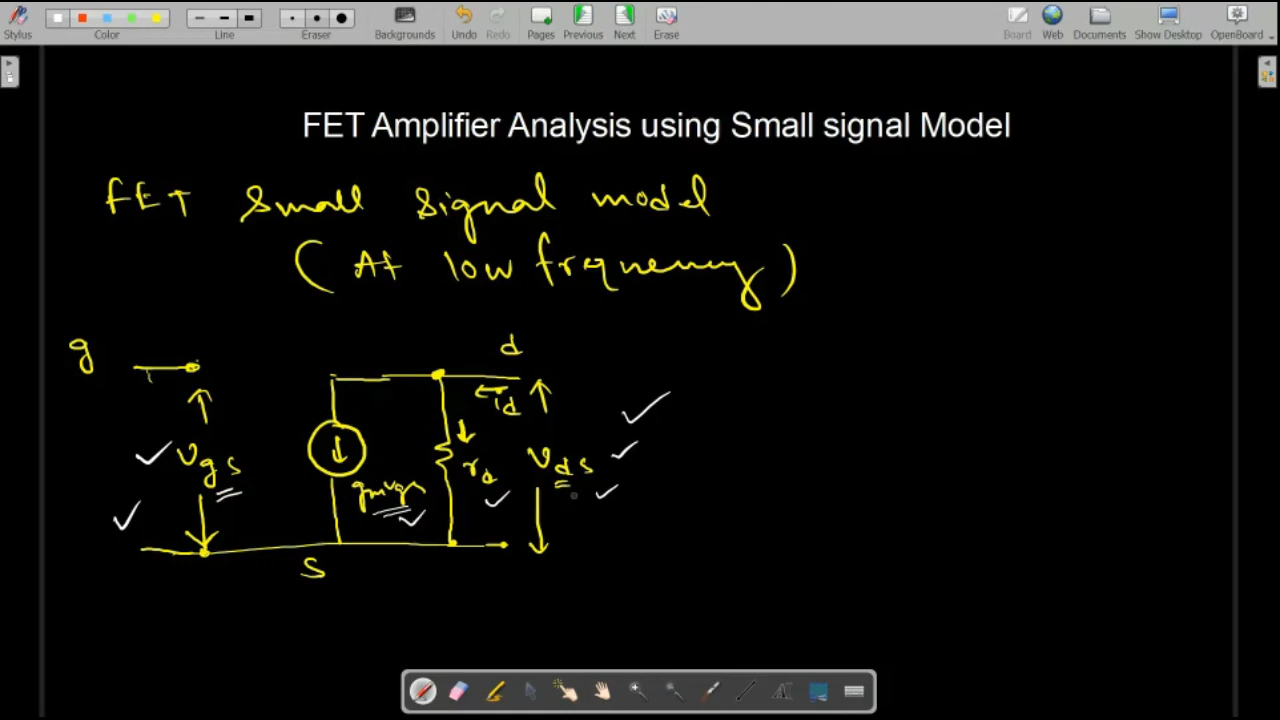 Stylus Color Line Eraser Backgrounds Undo Redo Pages Previous Next Erase Board Web Documents Show Desktop OpenBoard
FET Amplifier Analysis using Small signal Model
FET Small signal model
(At low frequency)
g
d
id
vgs
gmvgs
rd
vds
S